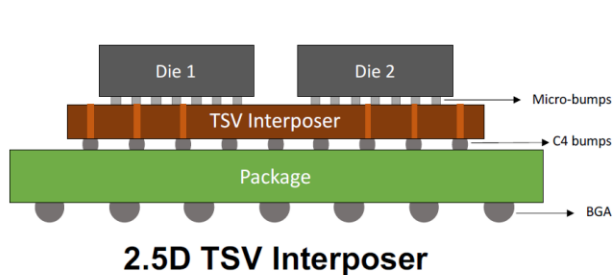 Die 1
Die 2
Micro-bumps
TSV Interposer
C4 bumps
Package
BGA
2.5D TSV Interposer